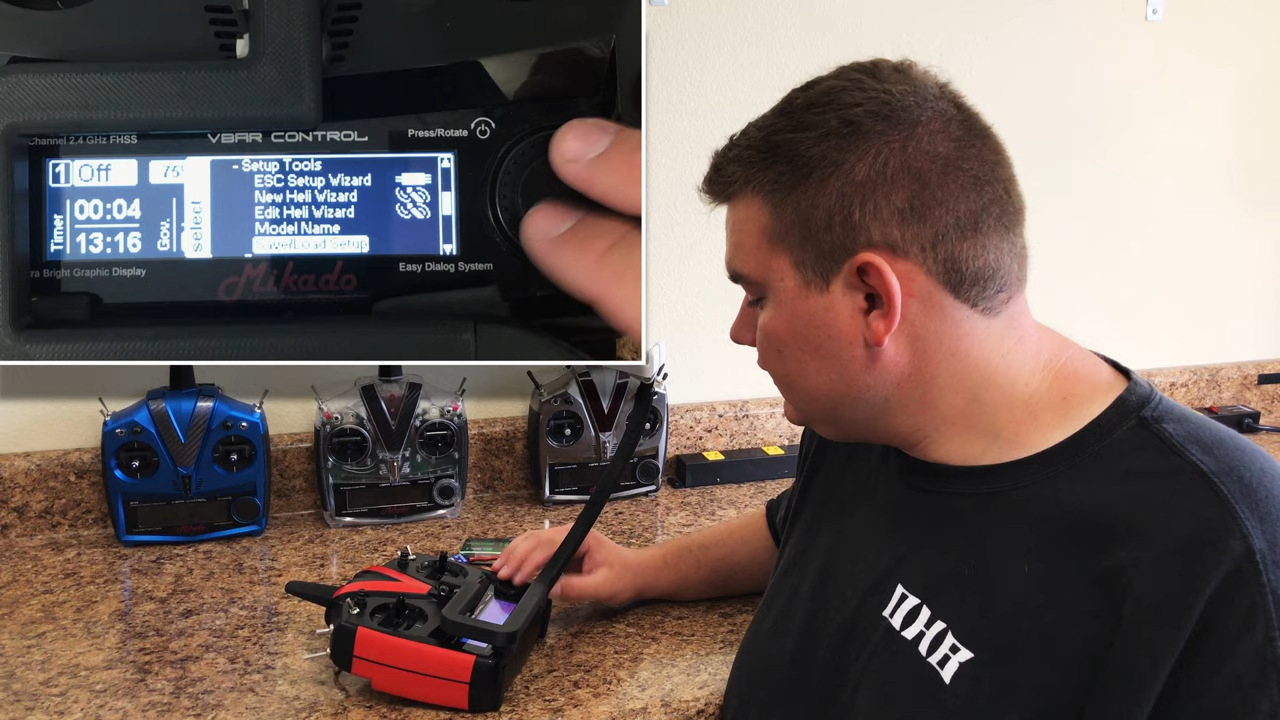 Channel 2.4 GHz FHSS
VBAR CONTROL
Press/Rotate
1 Off
Timer
00:04
13:16
Gov.
select
- Setup Tools
ESC Setup Wizard
New Heli Wizard
Edit Heli Wizard
Model Name
Save/Load Setup
ra Bright Graphic Display
Mikado
Easy Dialog System